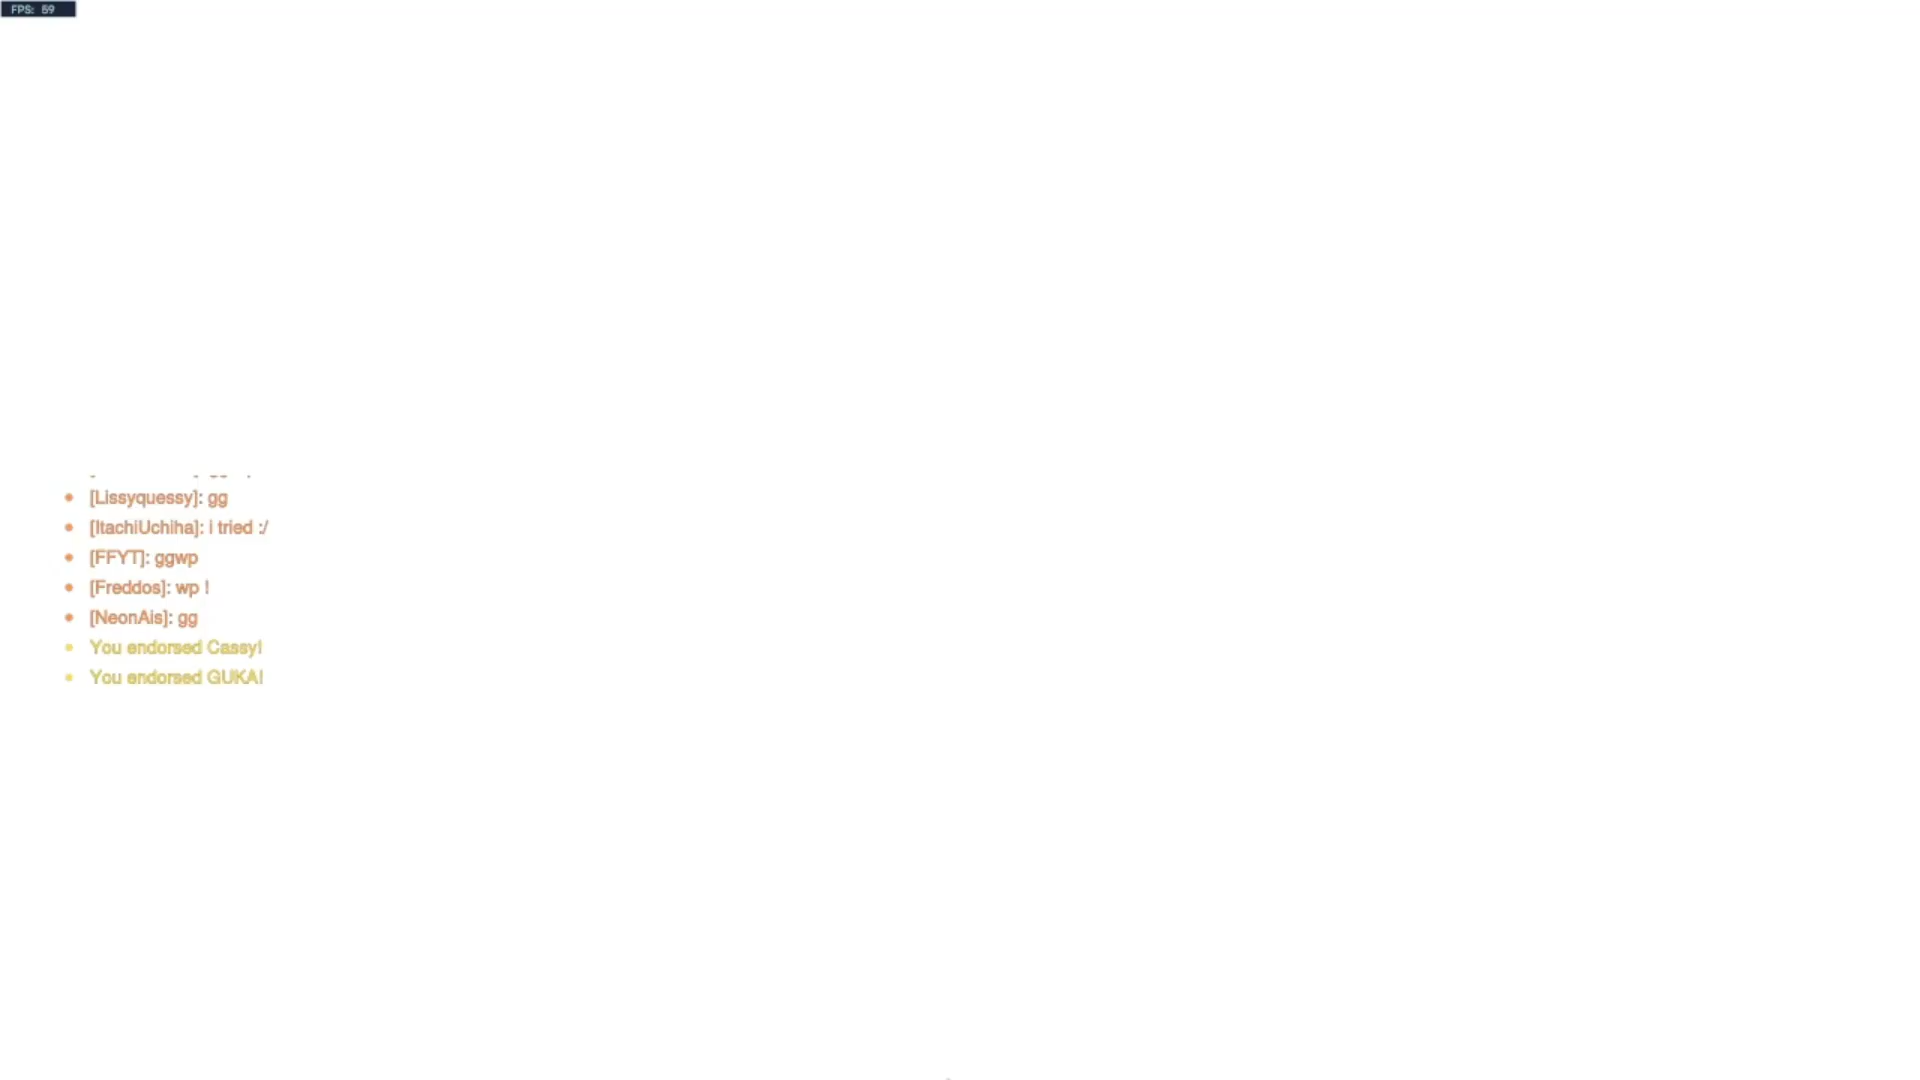 FPS: 59
[Lissyquessy]: gg
[ItachiUchiha]: i tried :/
[FFYT]: ggwp
[Freddos]: wp !
[NeonAis]: gg
You endorsed Cassy!
You endorsed GUKA!